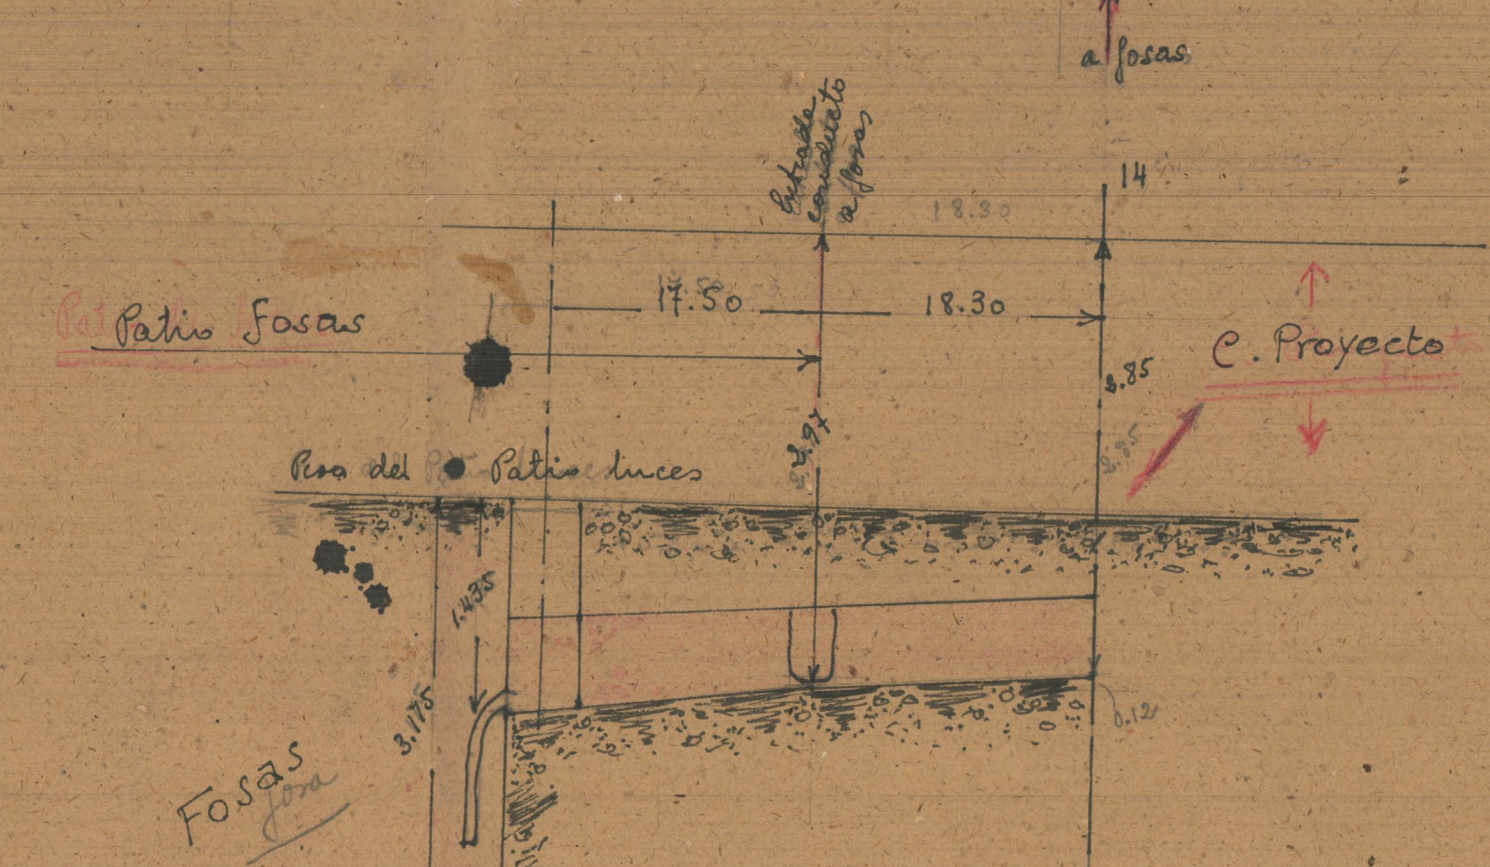 a fosas
Entrada
conducto
a fosas
14
18.30
17.50
18.30
Patio Fosas
C. Proyecto
2.85
2.85
2.97
Piso del Patio luces
1.435
3.175
0.12
Fosas
fosa